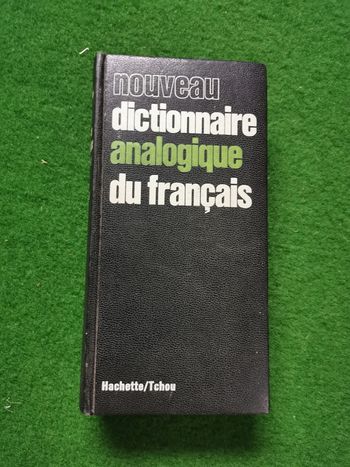 nouveau
dictionnaire
analogique
du français
Hachette/Tchou